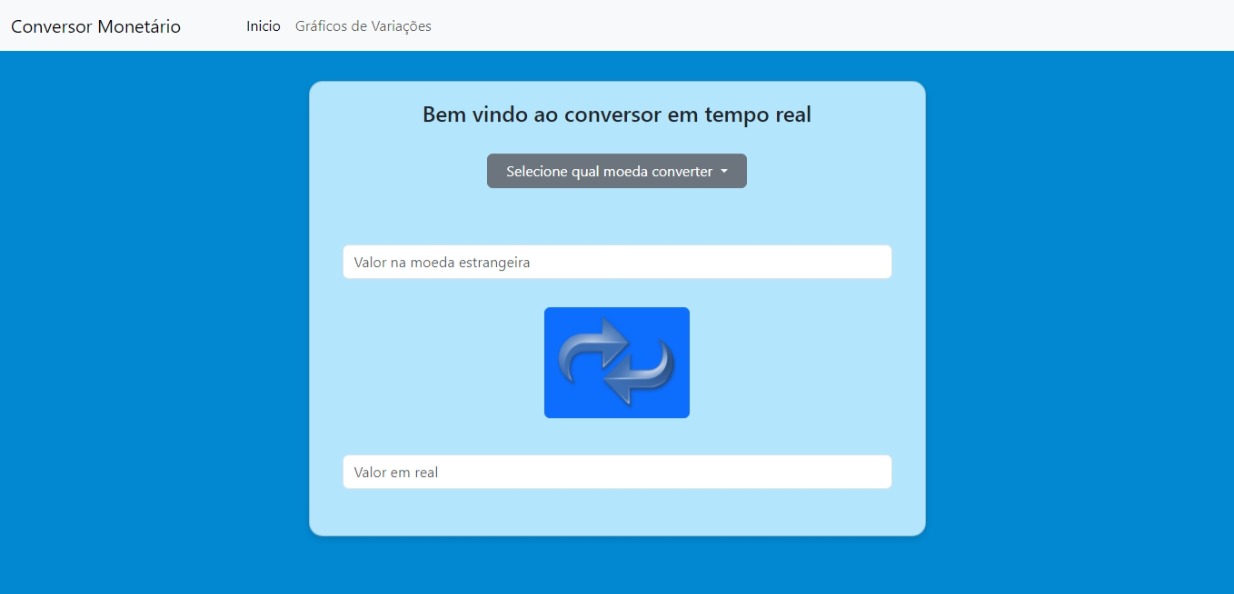 Conversor Monetário
Inicio Gráficos de Variações
Bem vindo ao conversor em tempo real
Selecione qual moeda converter
Valor na moeda estrangeira
Valor em real